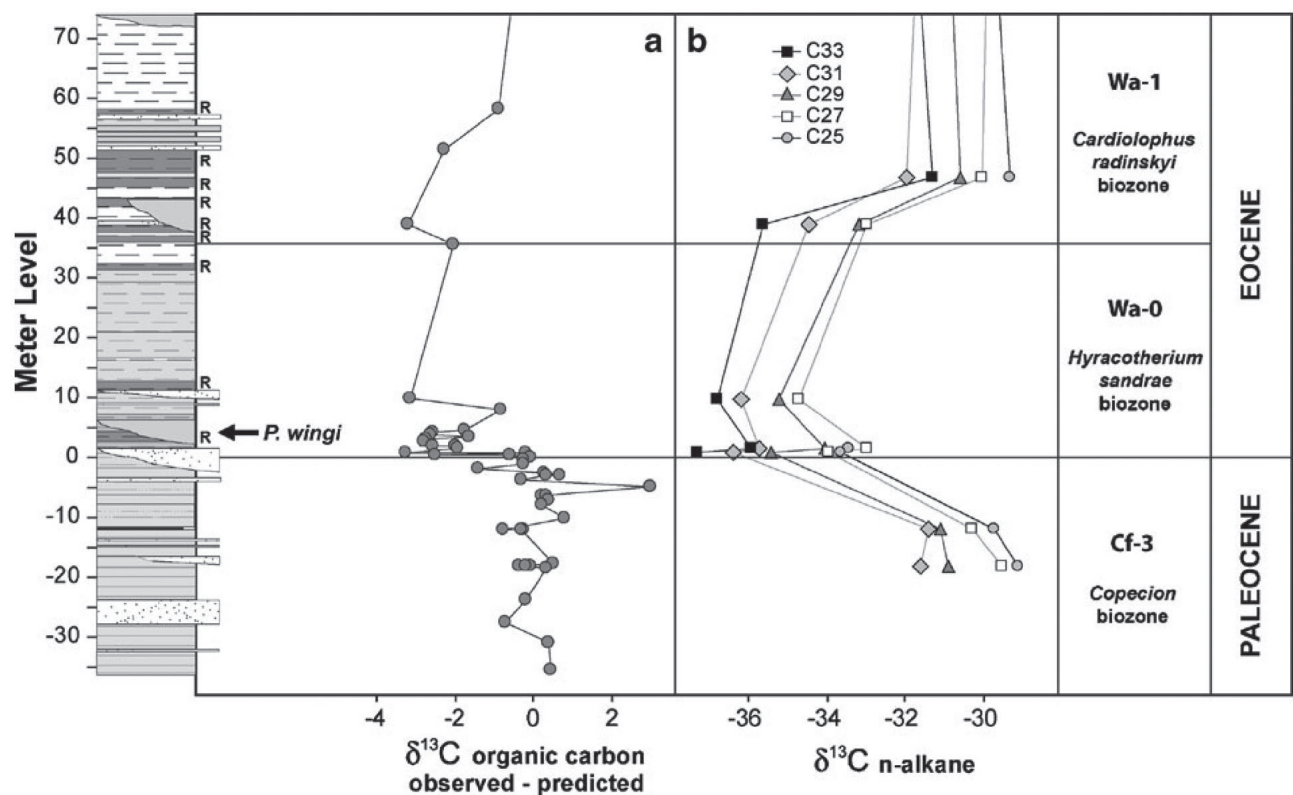 a
b
Meter Level
70
60
50
40
30
20
10
0
-10
-20
-30
R
R
R
R
R
R
R
R
R
P. wingi
C33
C31
C29
C27
C25
-4
-2
0
2
δ13C organic carbon
observed - predicted
-36
-34
-32
-30
δ13C n-alkane
Wa-1
Cardiolophus
radinskyi
biozone
Wa-0
Hyracotherium
sandrae
biozone
Cf-3
Copecion
biozone
EOCENE
PALEOCENE